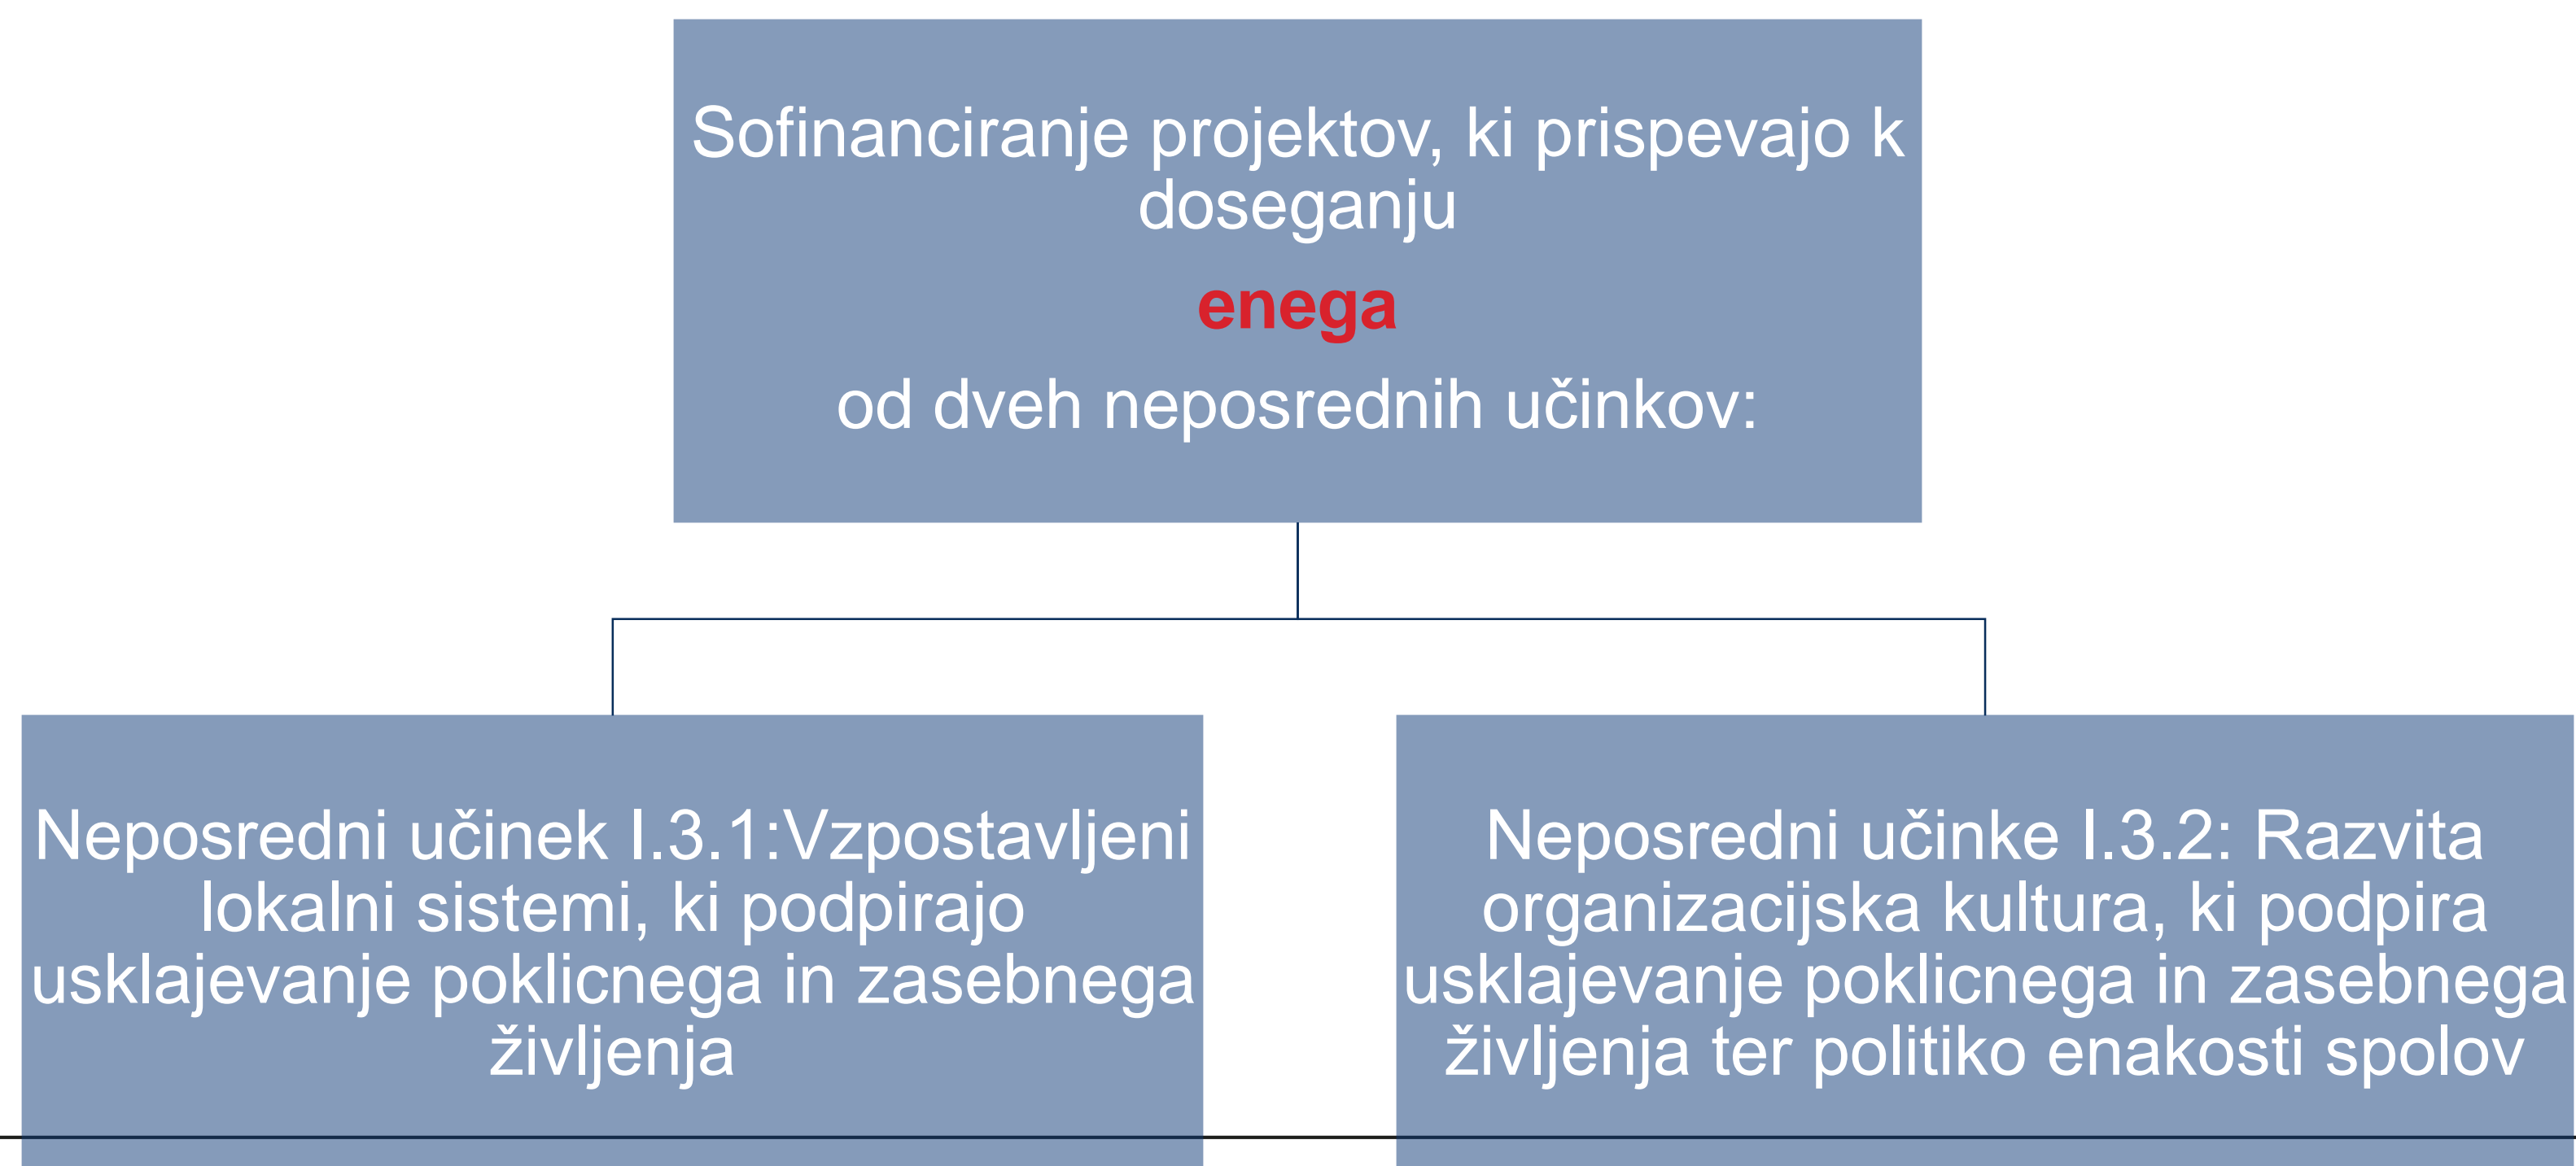 Sofinanciranje projektov, ki prispevajo k
doseganju
enega
od dveh neposrednih učinkov:
Neposredni učinek I.3.1:Vzpostavljeni
lokalni sistemi, ki podpirajo
usklajevanje poklicnega in zasebnega
življenja
Neposredni učinke I.3.2: Razvita
organizacijska kultura, ki podpira
usklajevanje poklicnega in zasebnega
življenja ter politiko enakosti spolov